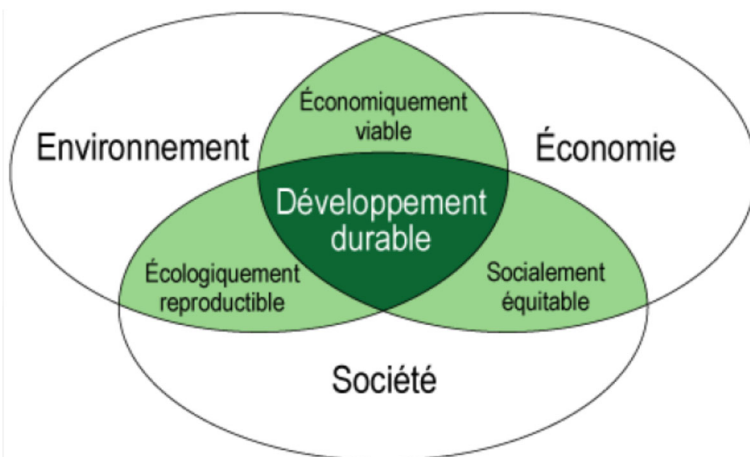 Économiquement
viable
Environnement
Économie
Développement
durable
Écologiquement
reproductible
Socialement
équitable
Société